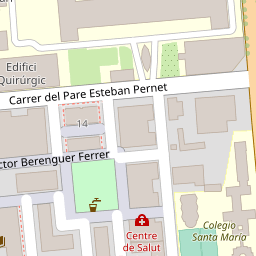 Edifici
Quirúrgic
Carrer del Pare Esteban Pernet
14
ctor Berenguer Ferrer
Centre
de Salut
Colegio
Santa María